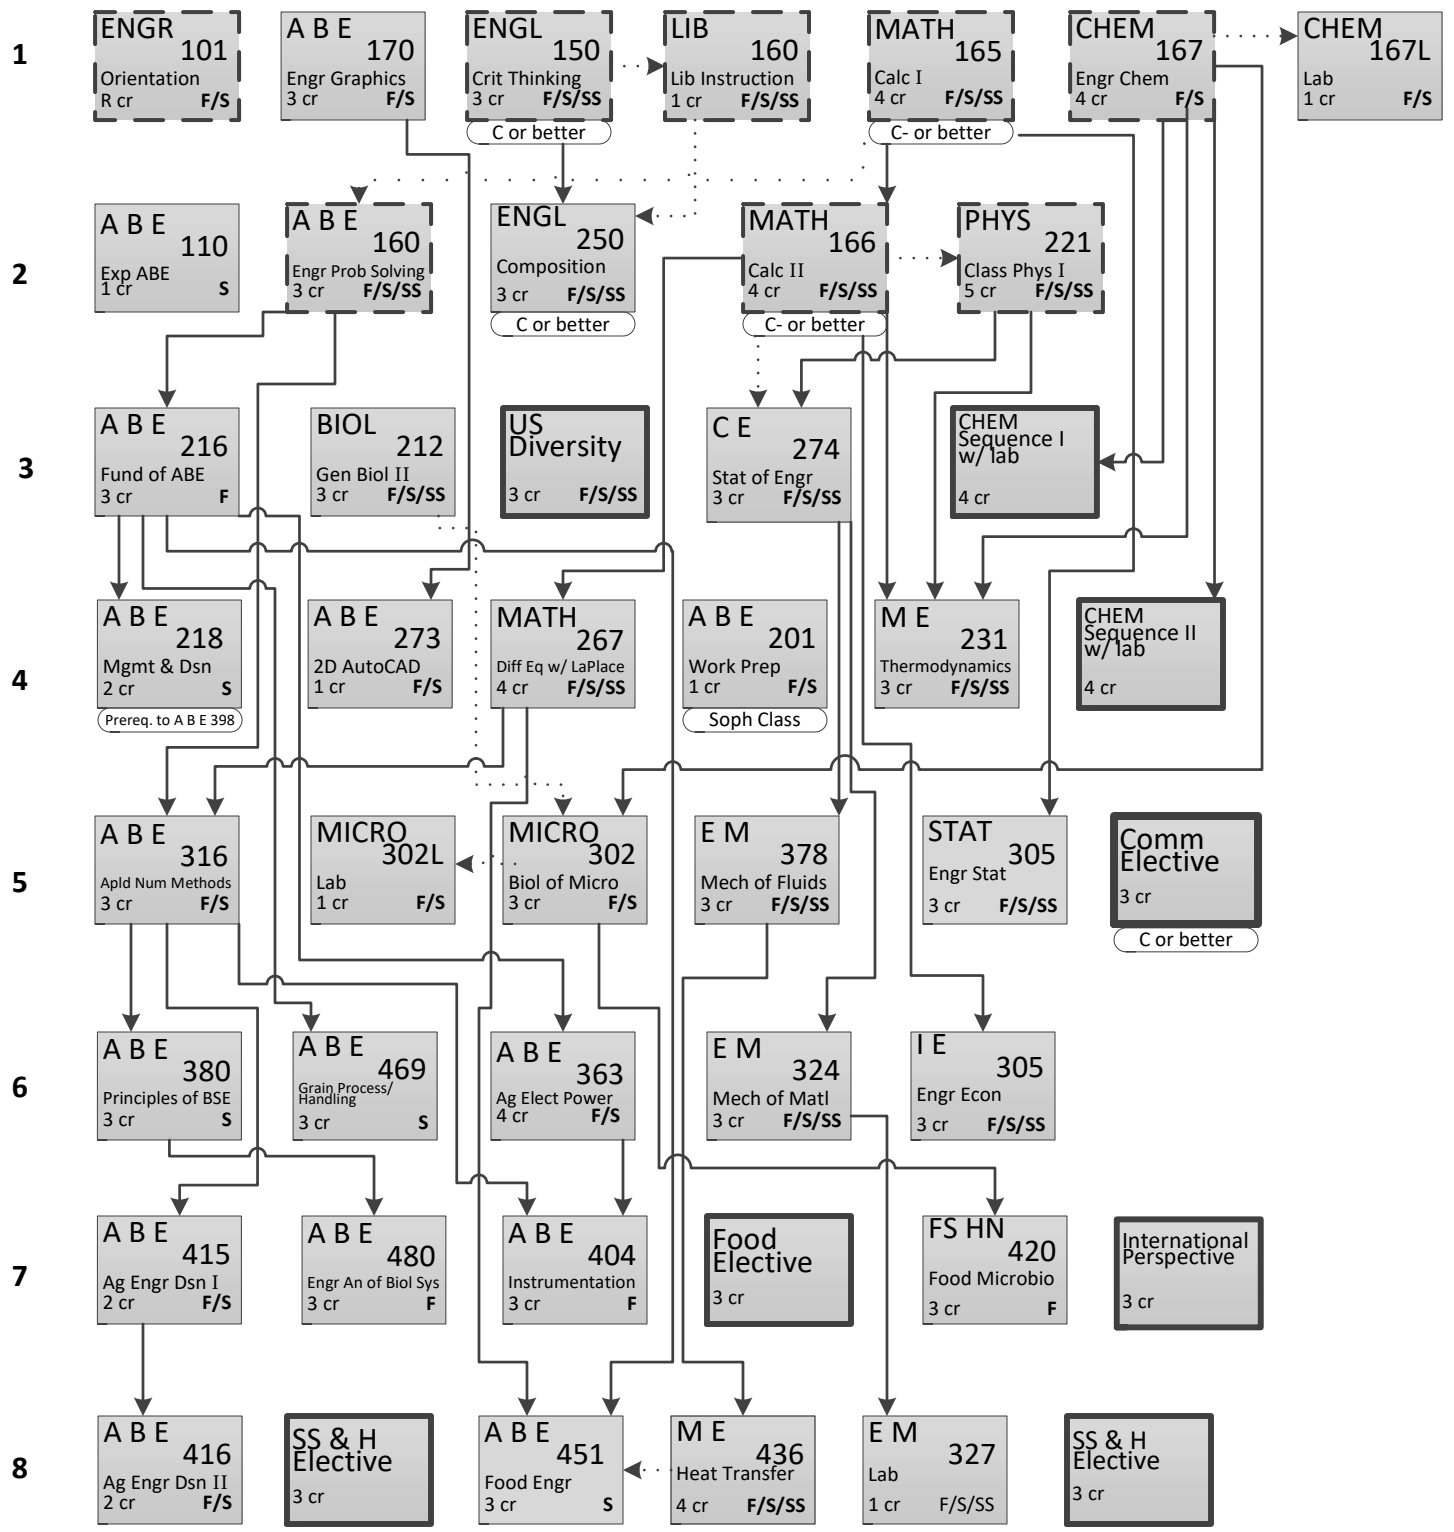 1
ENGR
101
Orientation
R cr F/S
A B E
170
Engr Graphics
3 cr F/S
ENGL
150
Crit Thinking
3 cr F/S/SS
C or better
LIB
160
Lib Instruction
1 cr F/S/SS
MATH
165
Calc I
4 cr F/S/SS
C- or better
CHEM
167
Engr Chem
4 cr F/S
CHEM
167L
Lab
1 cr F/S
2
A B E
110
Exp ABE
1 cr S
A B E
160
Engr Prob Solving
3 cr F/S/SS
ENGL
250
Composition
3 cr F/S/SS
C or better
MATH
166
Calc II
4 cr F/S/SS
C- or better
PHYS
221
Class Phys I
5 cr F/S/SS
3
A B E
216
Fund of ABE
3 cr F
BIOL
212
Gen Biol II
3 cr F/S/SS
US
Diversity
3 cr F/S/SS
C E
274
Stat of Engr
3 cr F/S/SS
CHEM
Sequence I
w/ lab
4 cr
4
A B E
218
Mgmt & Dsn
2 cr S
Prereq. to A B E 398
A B E
273
2D AutoCAD
1 cr F/S
MATH
267
Diff Eq w/ LaPlace
4 cr F/S/SS
A B E
201
Work Prep
1 cr F/S
Soph Class
M E
231
Thermodynamics
3 cr F/S/SS
CHEM
Sequence II
w/ lab
4 cr
5
A B E
316
Apld Num Methods
3 cr F/S
MICRO
302L
Lab
1 cr F/S
MICRO
302
Biol of Micro
3 cr F/S
E M
378
Mech of Fluids
3 cr F/S/SS
STAT
305
Engr Stat
3 cr F/S/SS
Comm
Elective
3 cr
C or better
6
A B E
380
Principles of BSE
3 cr S
A B E
469
Grain Process/
Handling
3 cr S
A B E
363
Ag Elect Power
4 cr F/S
E M
324
Mech of Matl
3 cr F/S/SS
I E
305
Engr Econ
3 cr F/S/SS
7
A B E
415
Ag Engr Dsn I
2 cr F/S
A B E
480
Engr An of Biol Sys
3 cr F
A B E
404
Instrumentation
3 cr F
Food
Elective
3 cr
FS HN
420
Food Microbio
3 cr F
International
Perspective
3 cr
8
A B E
416
Ag Engr Dsn II
2 cr F/S
SS & H
Elective
3 cr
A B E
451
Food Engr
3 cr S
M E
436
Heat Transfer
4 cr F/S/SS
E M
327
Lab
1 cr F/S/SS
SS & H
Elective
3 cr